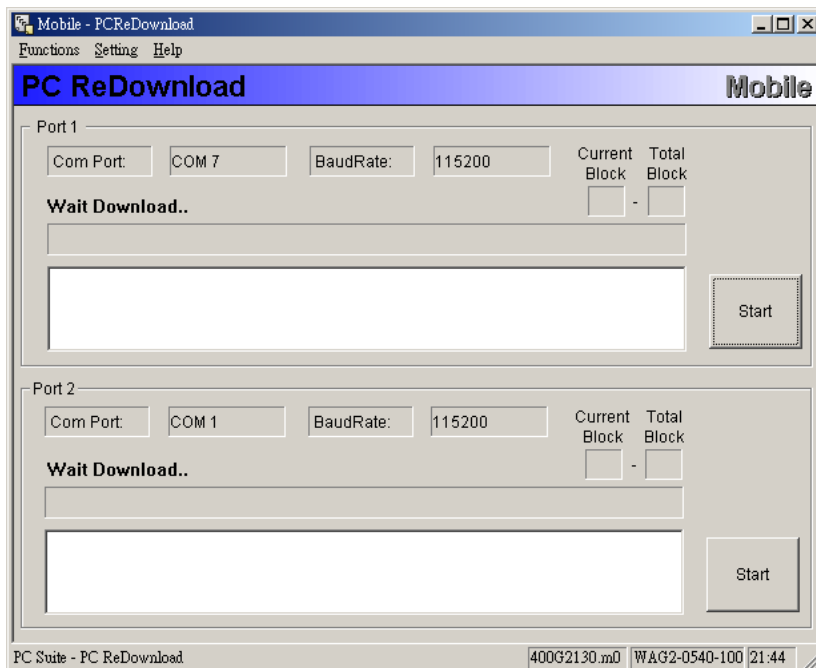 Mobile - PCReDownload
Functions Setting Help
PC ReDownload Mobile
Port 1
Com Port: COM 7 BaudRate: 115200 Current Total
Block Block
-
Wait Download..
Start
Port 2
Com Port: COM 1 BaudRate: 115200 Current Total
Block Block
-
Wait Download..
Start
PC Suite - PC ReDownload 400G2130.m0 WAG2-0540-100 21:44